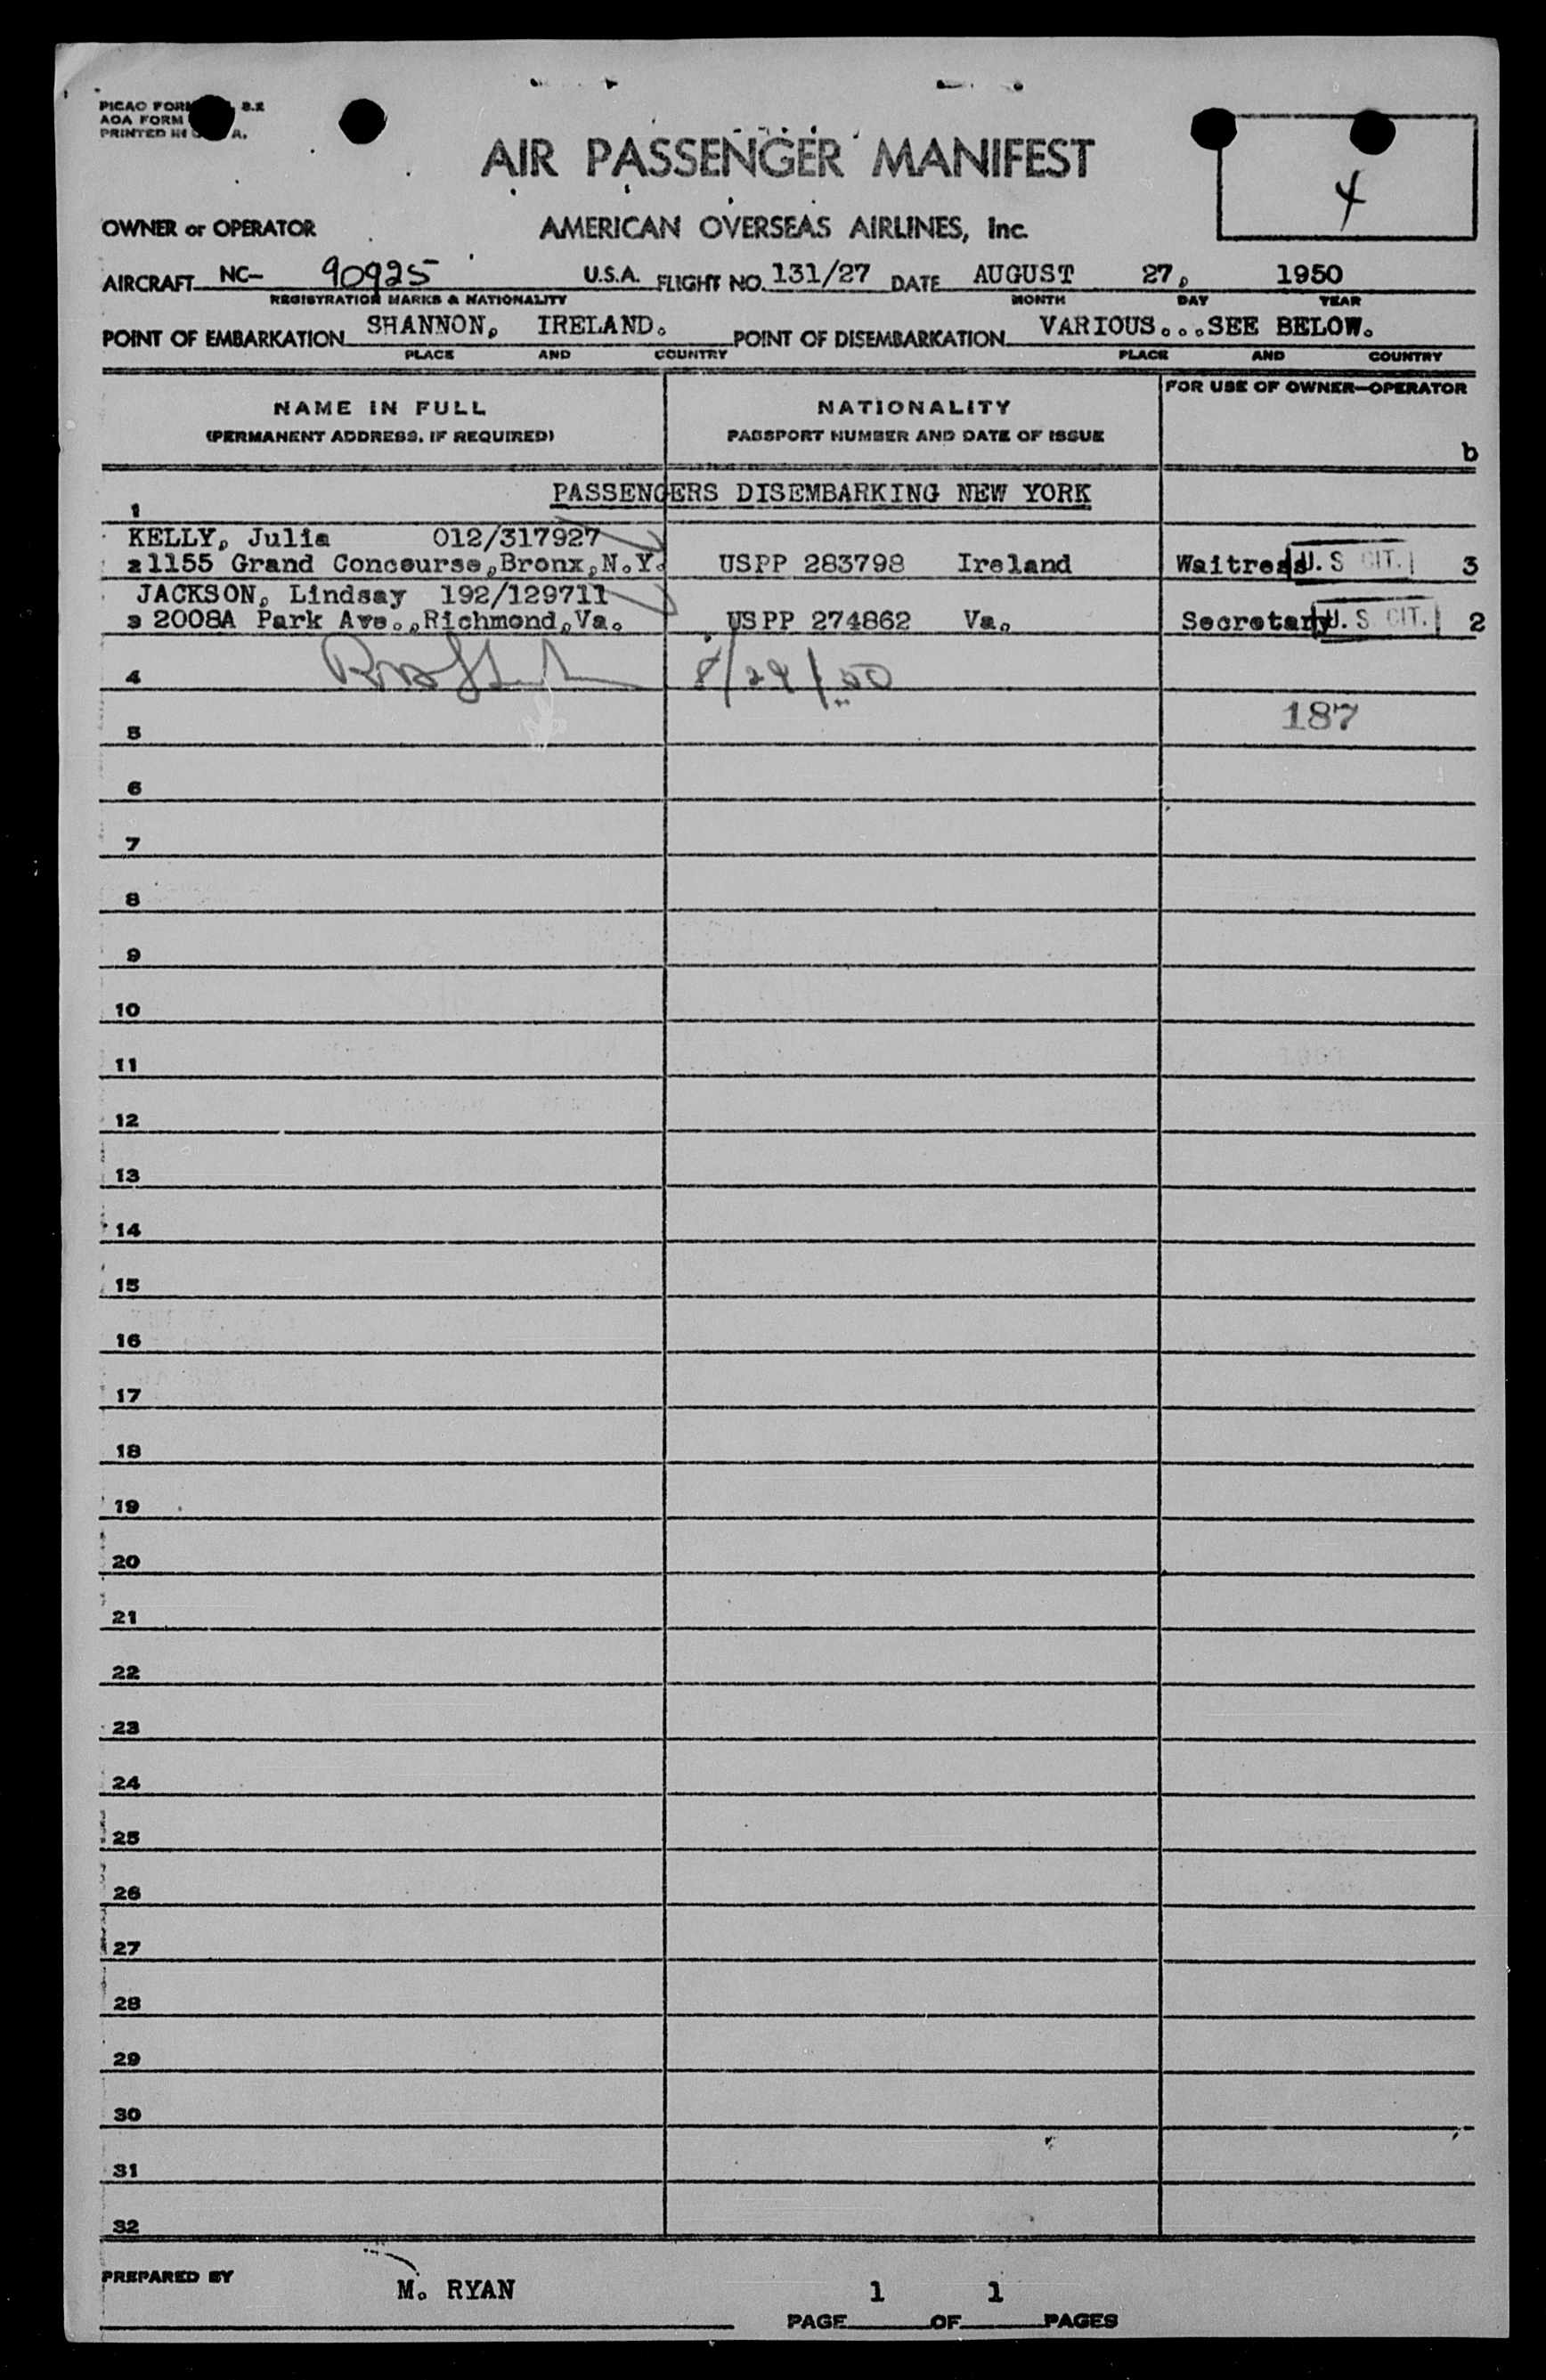 PICAO FORM 8.2
AOA FORM
PRINTED IN U.S.A.
AIR PASSENGER MANIFEST
4
OWNER or OPERATOR AMERICAN OVERSEAS AIRLINES, Inc.
AIRCRAFT NC- 90925 U.S.A. FLIGHT NO. 131/27 DATE AUGUST 27, 1950
REGISTRATION MARKS & NATIONALITY MONTH DAY YEAR
POINT OF EMBARKATION SHANNON, IRELAND. POINT OF DISEMBARKATION VARIOUS...SEE BELOW.
PLACE AND COUNTRY PLACE AND COUNTRY
NAME IN FULL NATIONALITY FOR USE OF OWNER—OPERATOR
(PERMANENT ADDRESS, IF REQUIRED) PASSPORT NUMBER AND DATE OF ISSUE b
1 PASSENGERS DISEMBARKING NEW YORK
KELLY, Julia 012/317927
2 1155 Grand Concourse,Bronx,N.Y. USPP 283798 Ireland Waitress U.S CIT. 3
JACKSON, Lindsay 192/129711
3 2008A Park Ave.,Richmond,Va. USPP 274862 Va. Secretary U.S CIT. 2
4 8/29/50
5 187
6
7
8
9
10
11
12
13
14
15
16
17
18
19
20
21
22
23
24
25
26
27
28
29
30
31
32
PREPARED BY M. RYAN
PAGE 1 OF 1 PAGES